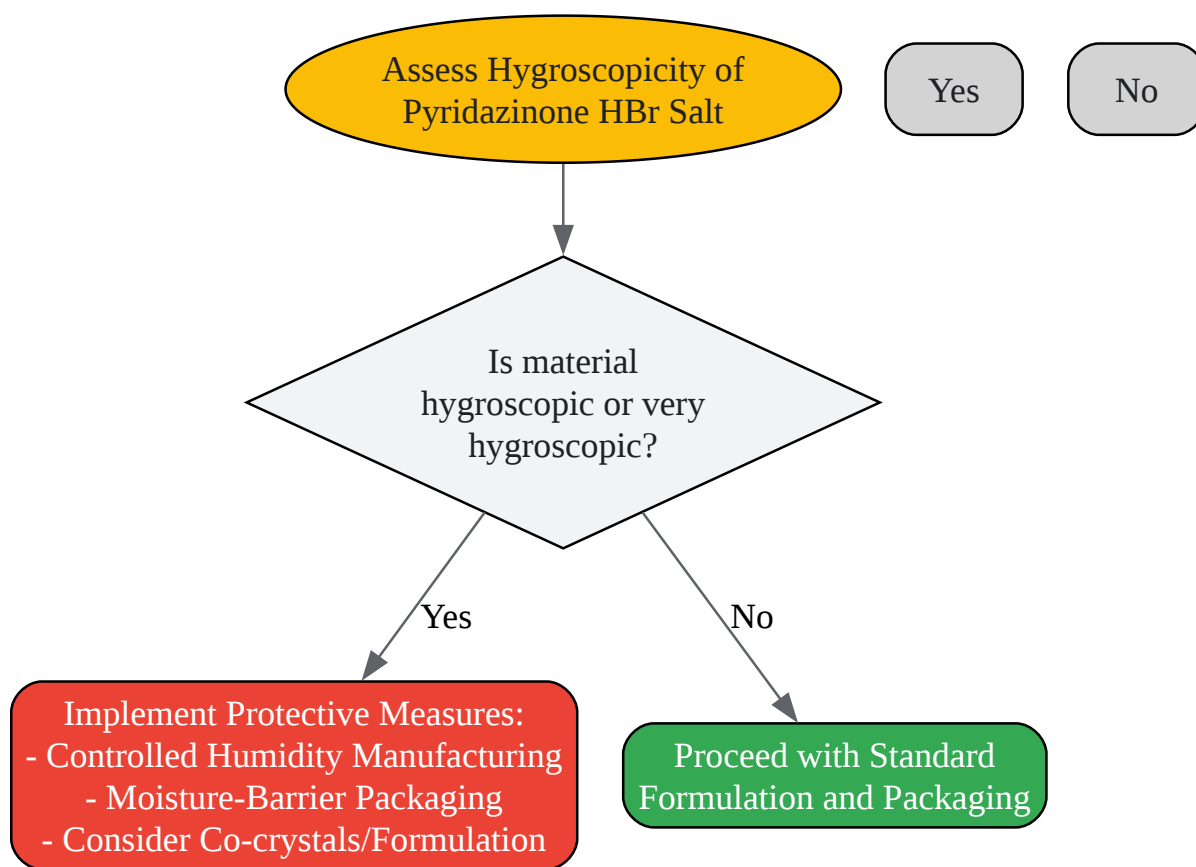 Assess Hygroscopicity of
Pyridazinone HBr Salt
Yes
No
Is material
hygroscopic or very
hygroscopic?
Yes
No
Implement Protective Measures:
- Controlled Humidity Manufacturing
- Moisture-Barrier Packaging
- Consider Co-crystals/Formulation
Proceed with Standard
Formulation and Packaging